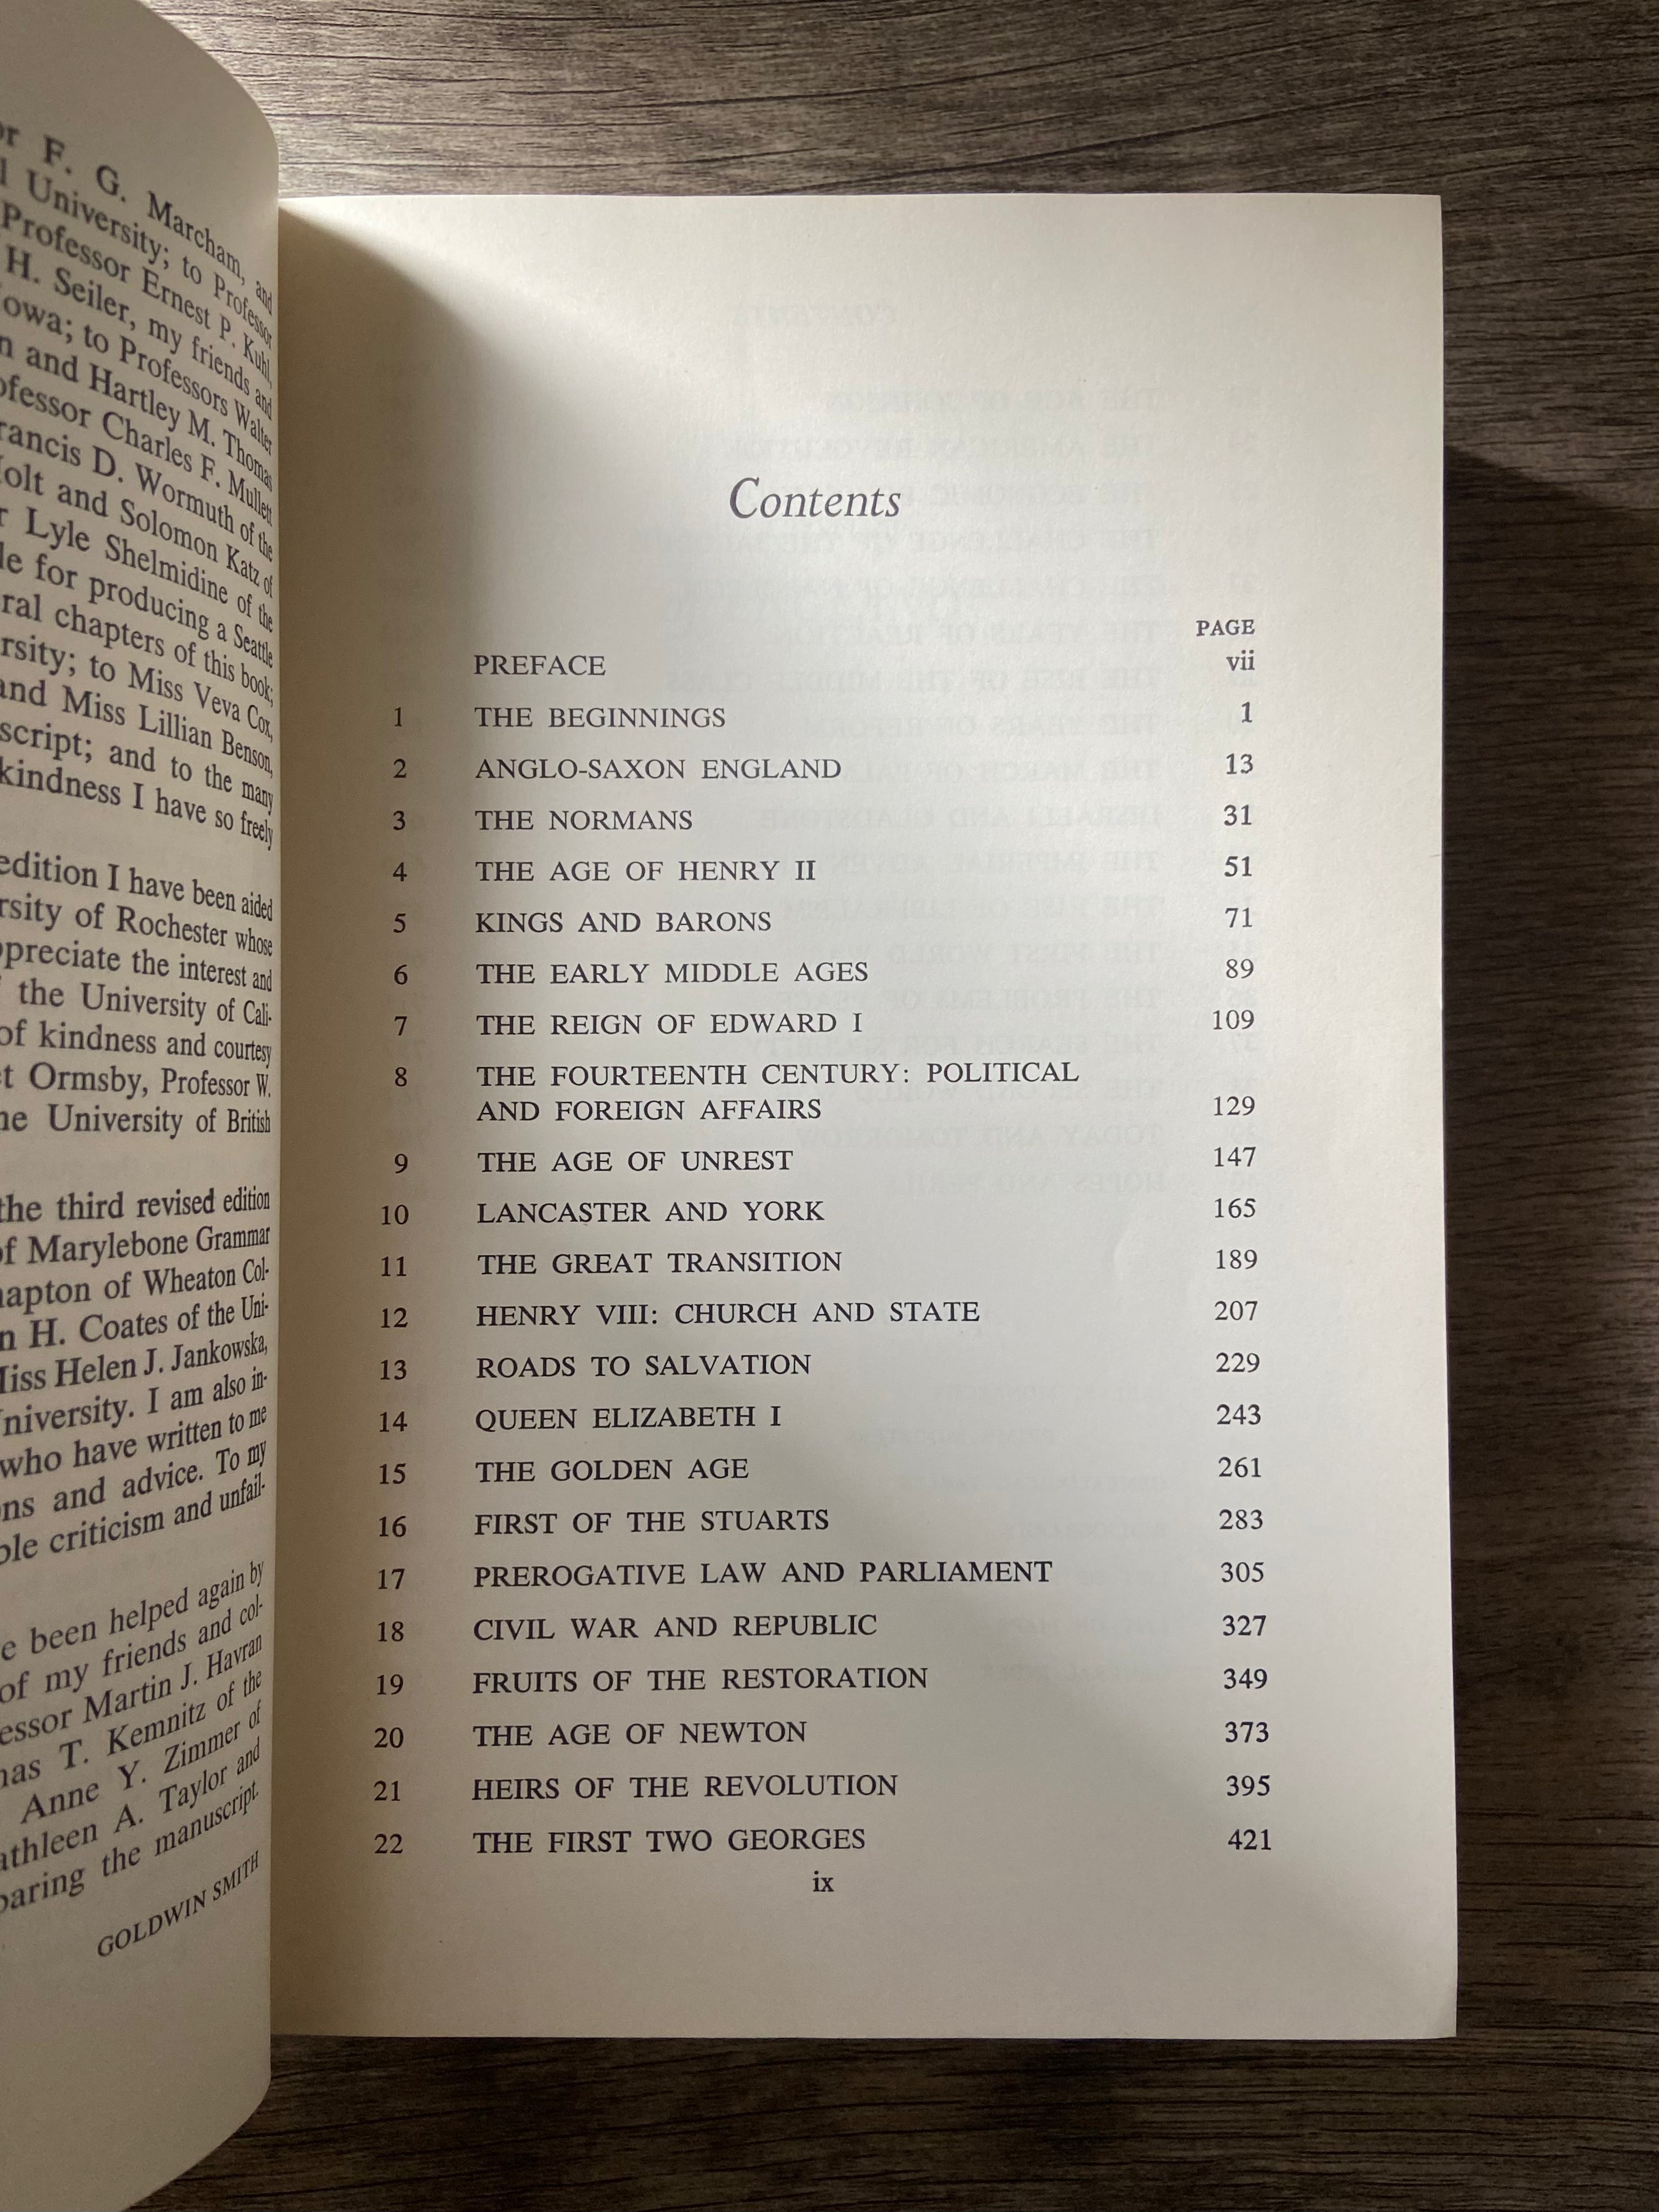 or F. G. Marcham, and
University; to Professor
Professor Ernest P. Kuhl,
H. Seiler, my friends and
Iowa; to Professors Walter
and Hartley M. Thomas
Professor Charles F. Mullett
Francis D. Wormuth of the
Holt and Solomon Katz of
Lyle Shelmidine of the
for producing a Seattle
ral chapters of this book;
rsity; to Miss Veva Cox,
and Miss Lillian Benson,
script; and to the many
kindness I have so freely
edition I have been aided
rsity of Rochester whose
ppreciate the interest and
the University of Cali-
of kindness and courtesy
Ormsby, Professor W.
he University of British
the third revised edition
of Marylebone Grammar
hapton of Wheaton Col-
n H. Coates of the Uni-
Miss Helen J. Jankowska,
University. I am also in-
who have written to me
ns and advice. To my
ble criticism and unfail-
e been helped again by
of my friends and col-
essor Martin J. Havran
mas T. Kemnitz of the
Anne Y. Zimmer of
athleen A. Taylor and
paring the manuscript.
GOLDWIN SMITH
Contents
PAGE
PREFACE vii
1 THE BEGINNINGS 1
2 ANGLO-SAXON ENGLAND 13
3 THE NORMANS 31
4 THE AGE OF HENRY II 51
5 KINGS AND BARONS 71
6 THE EARLY MIDDLE AGES 89
7 THE REIGN OF EDWARD I 109
8 THE FOURTEENTH CENTURY: POLITICAL
AND FOREIGN AFFAIRS 129
9 THE AGE OF UNREST 147
10 LANCASTER AND YORK 165
11 THE GREAT TRANSITION 189
12 HENRY VIII: CHURCH AND STATE 207
13 ROADS TO SALVATION 229
14 QUEEN ELIZABETH I 243
15 THE GOLDEN AGE 261
16 FIRST OF THE STUARTS 283
17 PREROGATIVE LAW AND PARLIAMENT 305
18 CIVIL WAR AND REPUBLIC 327
19 FRUITS OF THE RESTORATION 349
20 THE AGE OF NEWTON 373
21 HEIRS OF THE REVOLUTION 395
22 THE FIRST TWO GEORGES 421
ix